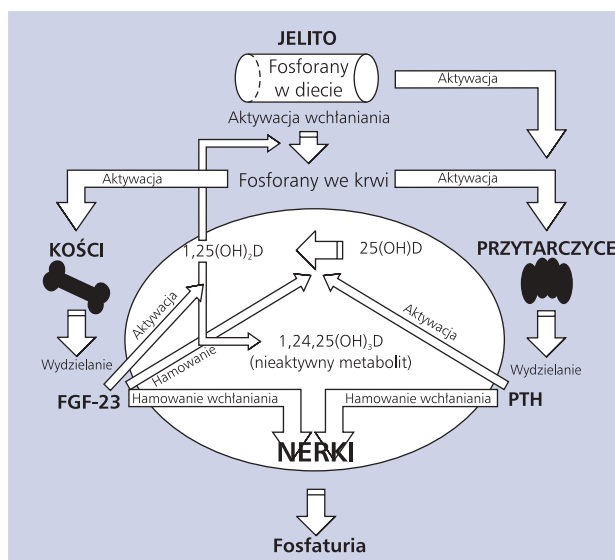 JELITO
Fosforany
w diecie
Aktywacja
Aktywacja wchłaniania
Aktywacja
Fosforany we krwi
Aktywacja
KOŚCI
1,25(OH)₂D
25(OH)D
PRZYTARCZYCE
Aktywacja
Hamowanie
Aktywacja
1,24,25(OH)₃D
(nieaktywny metabolit)
Wydzielanie
Wydzielanie
FGF-23
Hamowanie wchłaniania
Hamowanie wchłaniania
PTH
NERKI
Fosfaturia